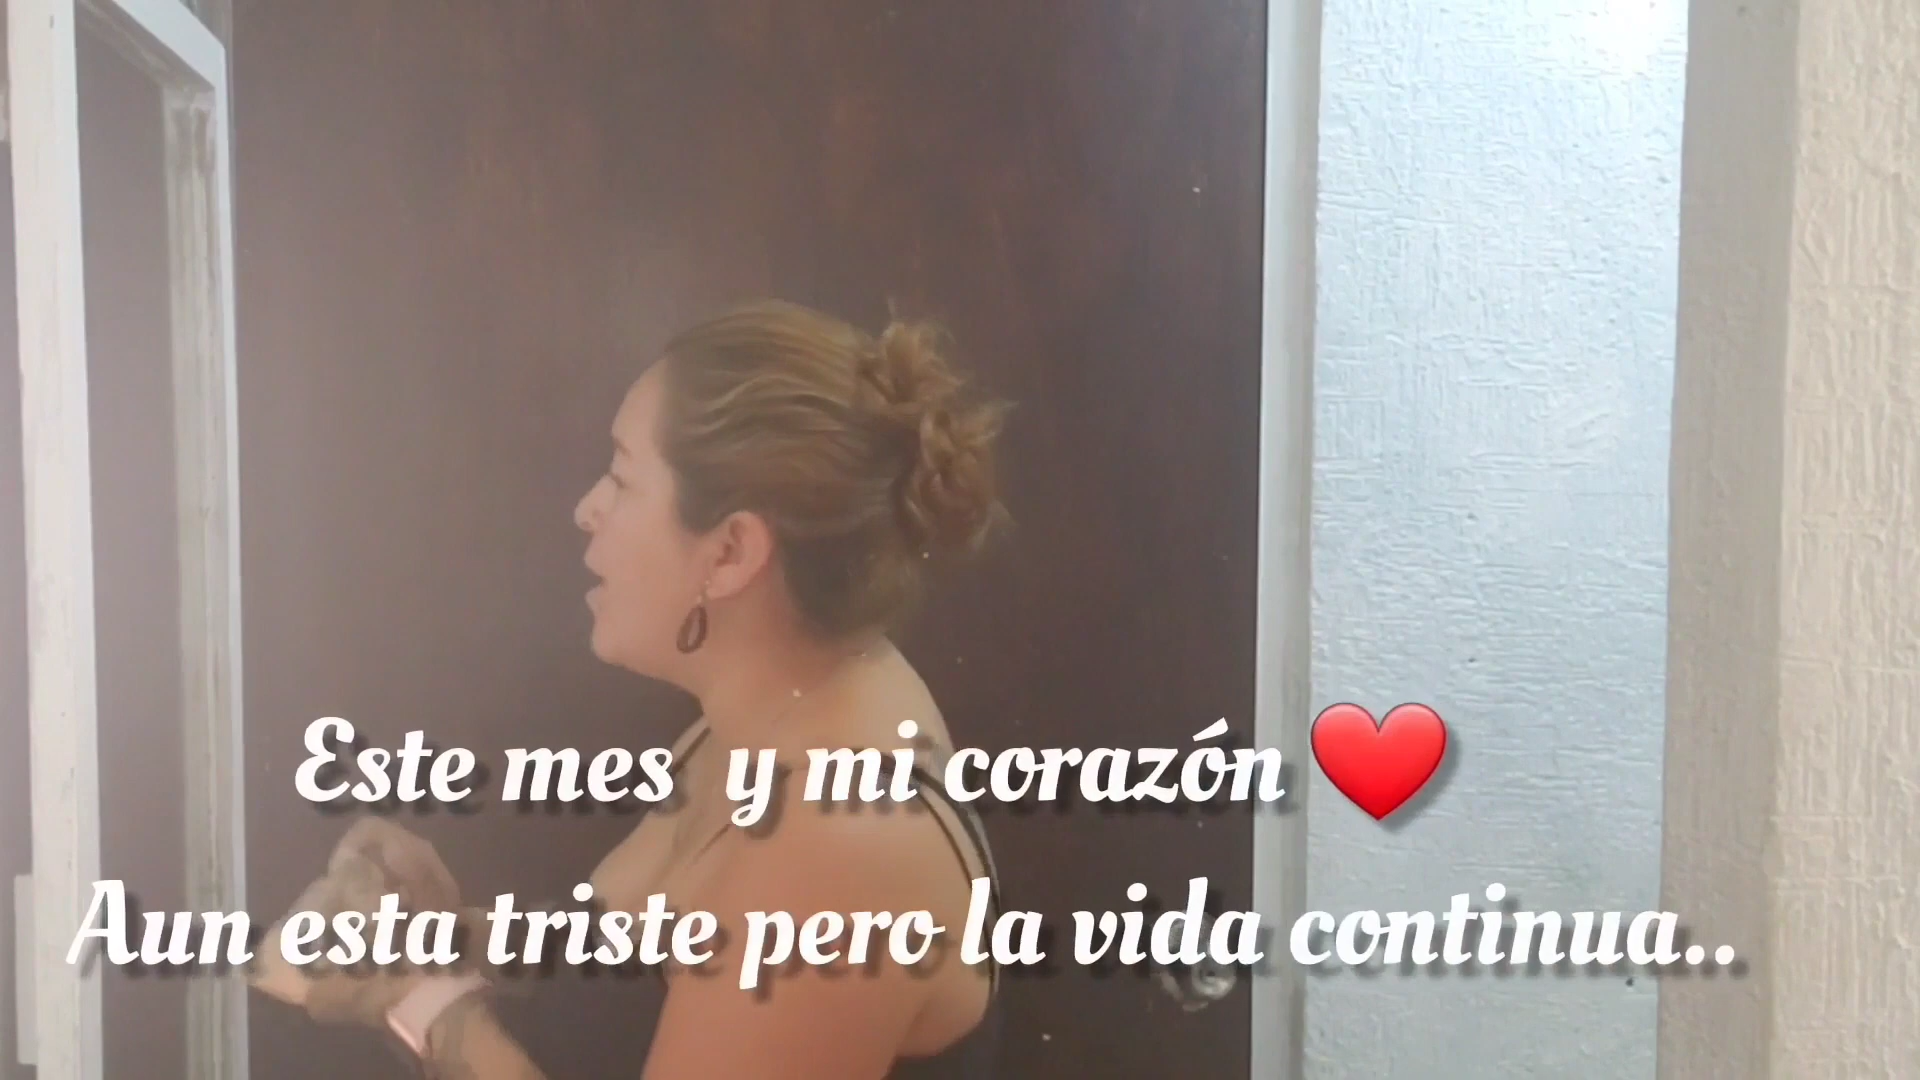 Este mes y mi corazón ❤️
Aun esta triste pero la vida continua..